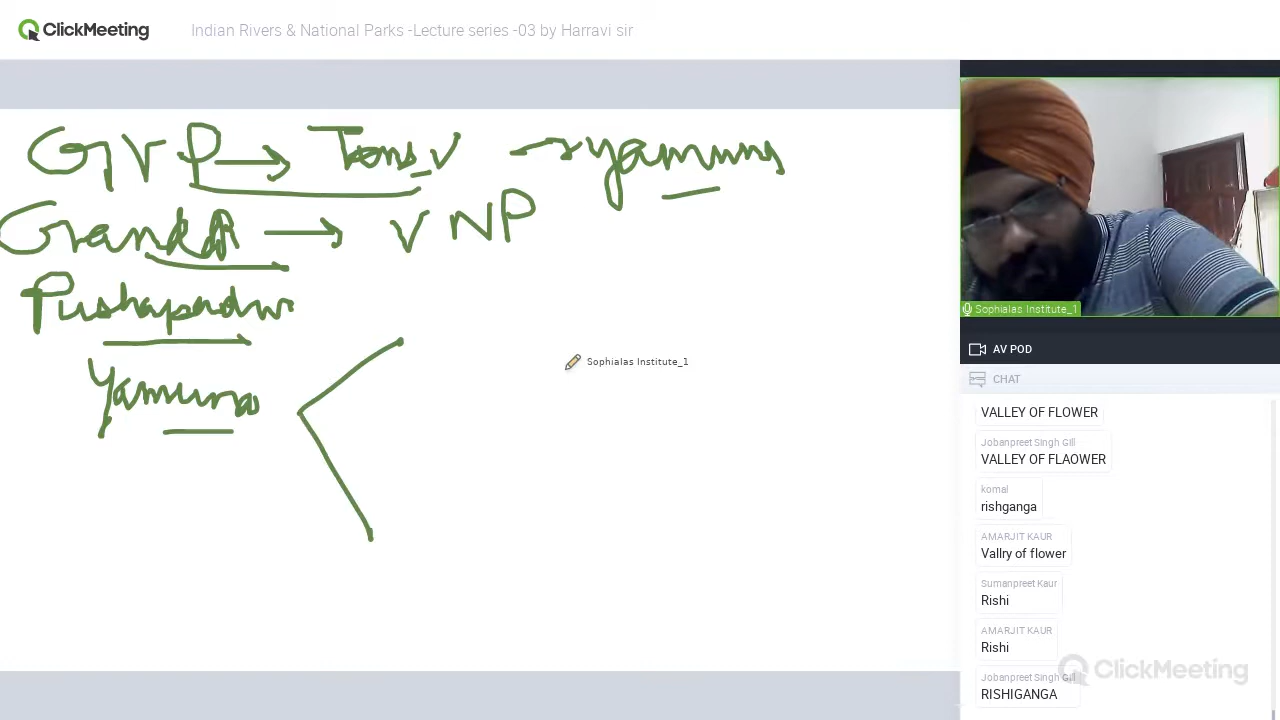 ClickMeeting
Indian Rivers & National Parks -Lecture series -03 by Harravi sir
GVP → Tons → yamuna
→ VNP
Pushapadw
Yamuna
Sophialas Institute_1
Sophialas Institute_1
AV POD
CHAT
VALLEY OF FLOWER
Jobanpreet Singh Gill
VALLEY OF FLAOWER
komal
rishganga
AMARJIT KAUR
Vallry of flower
Sumanpreet Kaur
Rishi
AMARJIT KAUR
Rishi
Jobanpreet Singh Gill
RISHIGANGA
ClickMeeting